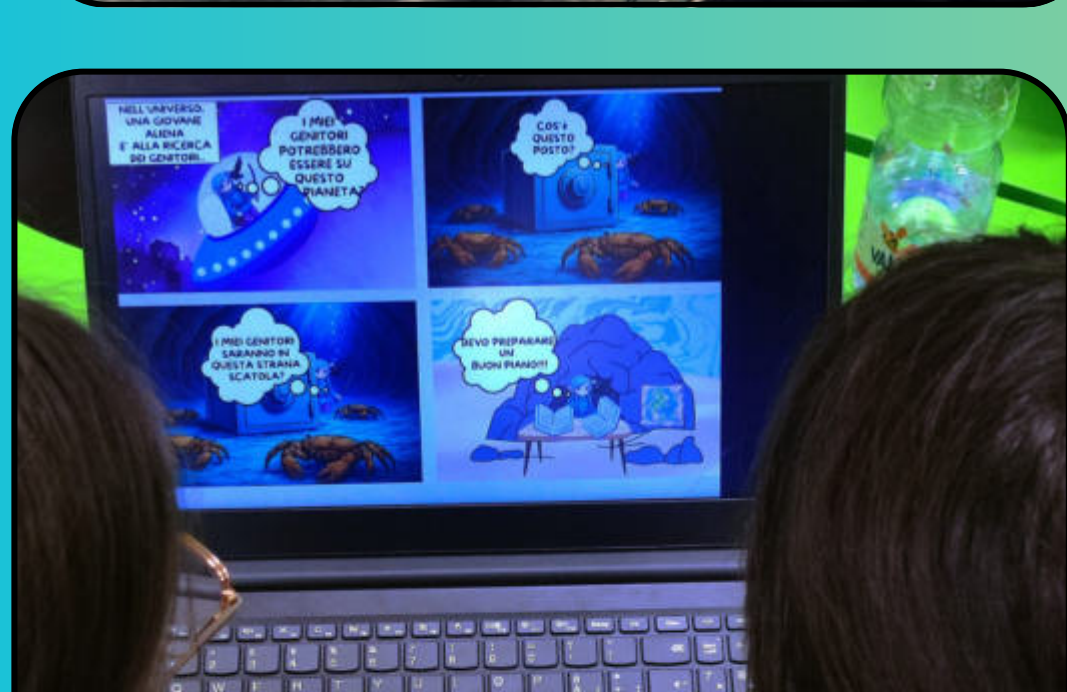 NELL'UNIVERSO,
UNA GIOVANE
ALIENA
E' ALLA RICERCA
DEI GENITORI..
I MIEI
GENITORI
POTREBBERO
ESSERE SU
QUESTO
PIANETA?
COS'è
QUESTO
POSTO?
I MIEI GENITORI
SARANNO IN
QUESTA STRANA
SCATOLA?
DEVO PREPARARE
UN
BUON PIANO!!!